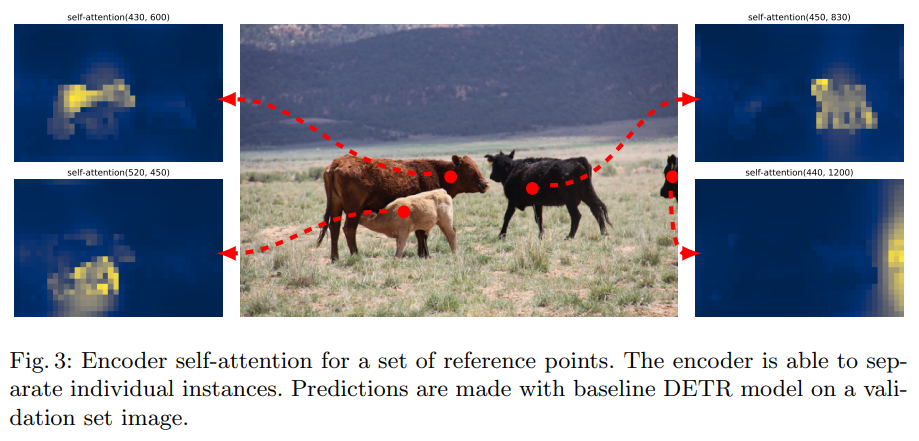 self-attention(430, 600)
self-attention(450, 830)
self-attention(520, 450)
self-attention(440, 1200)
Fig. 3: Encoder self-attention for a set of reference points. The encoder is able to sep-
arate individual instances. Predictions are made with baseline DETR model on a vali-
dation set image.